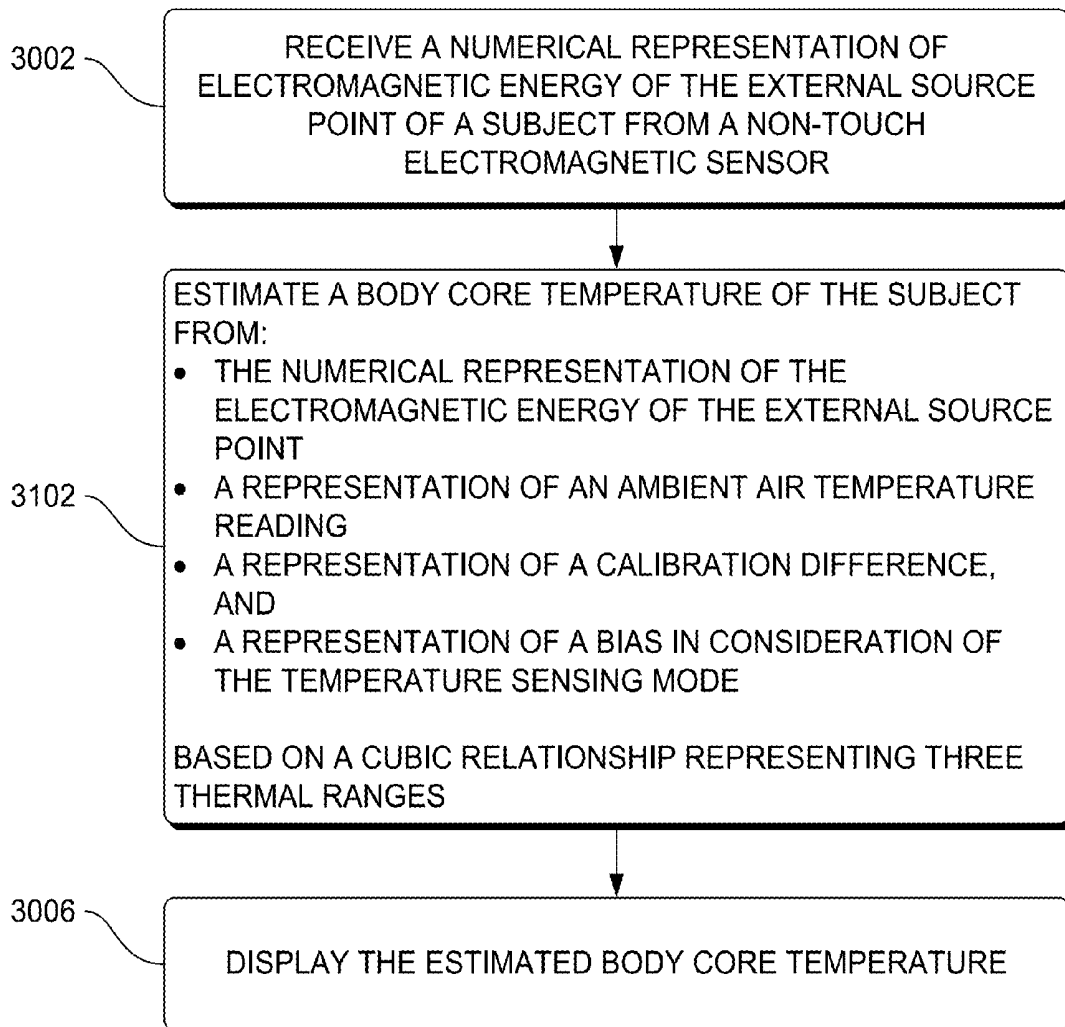 3002
RECEIVE A NUMERICAL REPRESENTATION OF
ELECTROMAGNETIC ENERGY OF THE EXTERNAL SOURCE
POINT OF A SUBJECT FROM A NON-TOUCH
ELECTROMAGNETIC SENSOR
3102
ESTIMATE A BODY CORE TEMPERATURE OF THE SUBJECT
FROM:
• THE NUMERICAL REPRESENTATION OF THE
ELECTROMAGNETIC ENERGY OF THE EXTERNAL SOURCE
POINT
• A REPRESENTATION OF AN AMBIENT AIR TEMPERATURE
READING
• A REPRESENTATION OF A CALIBRATION DIFFERENCE,
AND
• A REPRESENTATION OF A BIAS IN CONSIDERATION OF
THE TEMPERATURE SENSING MODE
BASED ON A CUBIC RELATIONSHIP REPRESENTING THREE
THERMAL RANGES
3006
DISPLAY THE ESTIMATED BODY CORE TEMPERATURE